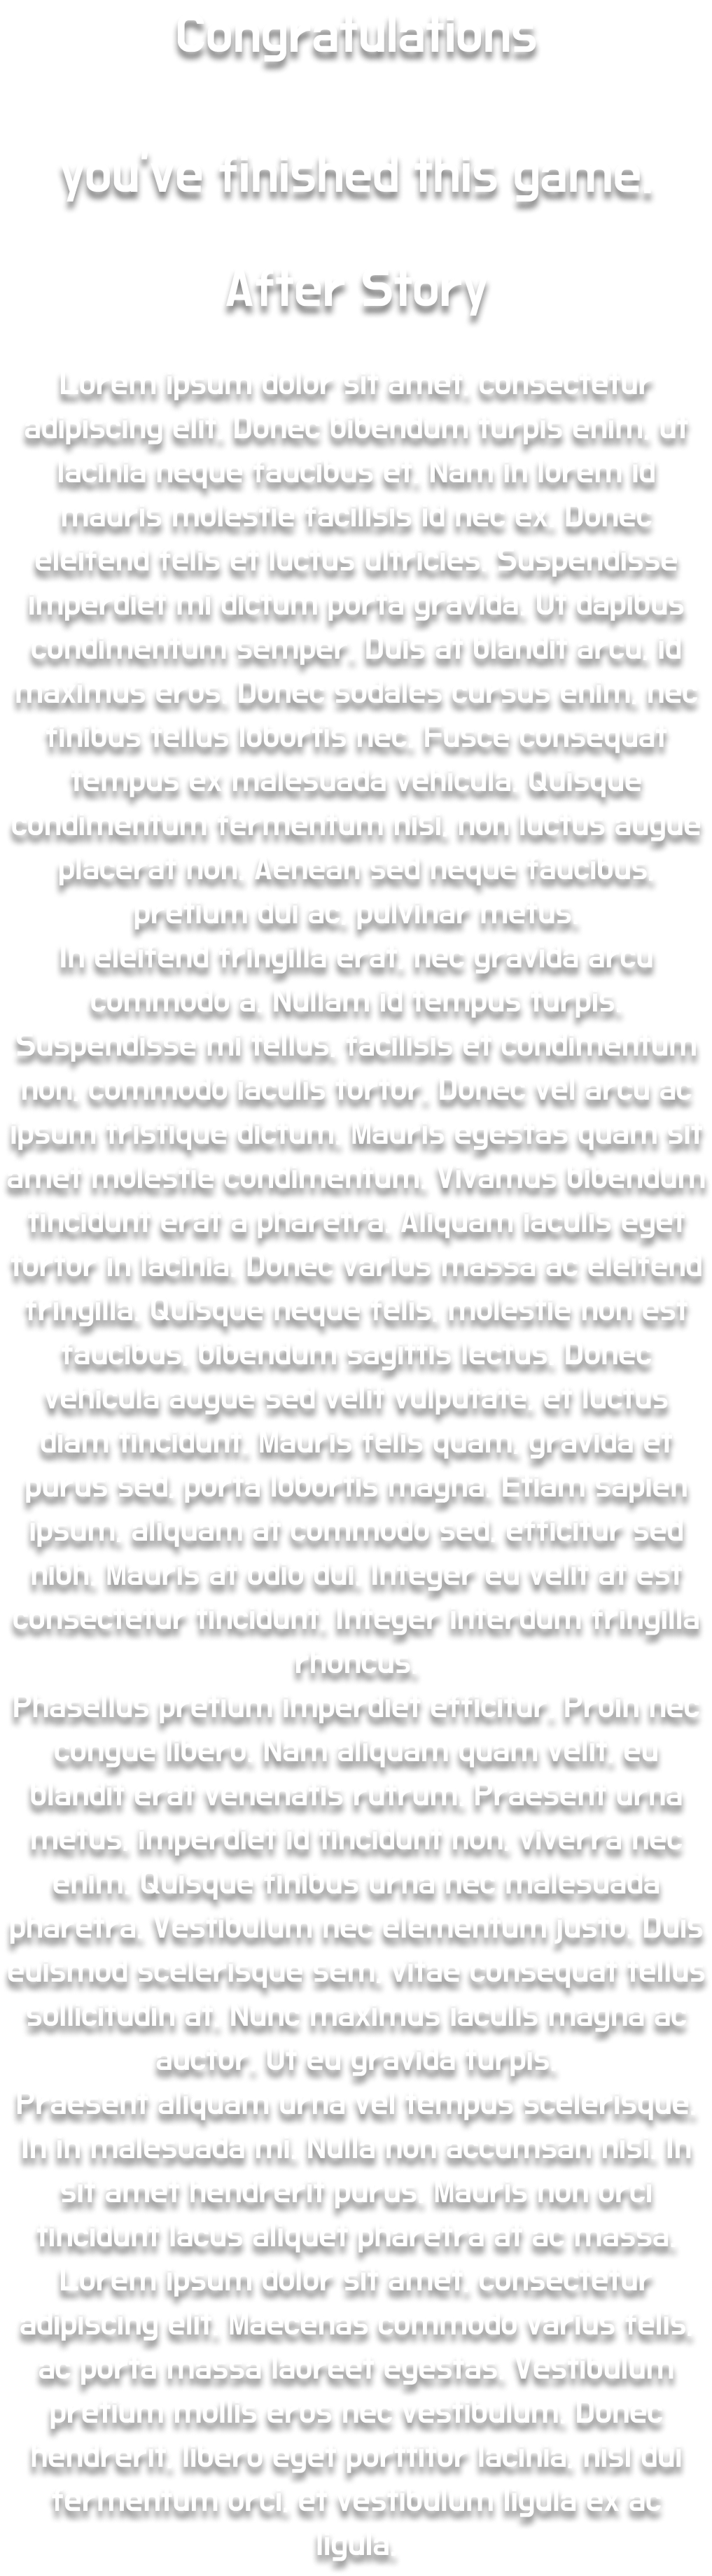 Congratulations
you've finished this game.
After Story
Lorem ipsum dolor sit amet, consectetur
adipiscing elit. Donec bibendum turpis enim, ut
lacinia neque faucibus et. Nam in lorem id
mauris molestie facilisis id nec ex. Donec
eleifend felis et luctus ultricies. Suspendisse
imperdiet mi dictum porta gravida. Ut dapibus
condimentum semper. Duis at blandit arcu, id
maximus eros. Donec sodales cursus enim, nec
finibus tellus lobortis nec. Fusce consequat
tempus ex malesuada vehicula. Quisque
condimentum fermentum nisi, non luctus augue
placerat non. Aenean sed neque faucibus,
pretium dui ac, pulvinar metus.
In eleifend fringilla erat, nec gravida arcu
commodo a. Nullam id tempus turpis.
Suspendisse mi tellus, facilisis et condimentum
non, commodo iaculis tortor. Donec vel arcu ac
ipsum tristique dictum. Mauris egestas quam sit
amet molestie condimentum. Vivamus bibendum
tincidunt erat a pharetra. Aliquam iaculis eget
tortor in lacinia. Donec varius massa ac eleifend
fringilla. Quisque neque felis, molestie non est
faucibus, bibendum sagittis lectus. Donec
vehicula augue sed velit vulputate, et luctus
diam tincidunt. Mauris felis quam, gravida et
purus sed, porta lobortis magna. Etiam sapien
ipsum, aliquam at commodo sed, efficitur sed
nibh. Mauris at odio dui. Integer eu velit at est
consectetur tincidunt. Integer interdum fringilla
rhoncus.
Phasellus pretium imperdiet efficitur. Proin nec
congue libero. Nam aliquam quam velit, eu
blandit erat venenatis rutrum. Praesent urna
metus, imperdiet id tincidunt non, viverra nec
enim. Quisque finibus urna nec malesuada
pharetra. Vestibulum nec elementum justo. Duis
euismod scelerisque sem, vitae consequat tellus
sollicitudin at. Nunc maximus iaculis magna ac
auctor. Ut eu gravida turpis.
Praesent aliquam urna vel tempus scelerisque.
In in malesuada mi. Nulla non accumsan nisi. In
sit amet hendrerit purus. Mauris non orci
tincidunt lacus aliquet pharetra at ac massa.
Lorem ipsum dolor sit amet, consectetur
adipiscing elit. Maecenas commodo varius felis,
ac porta massa laoreet egestas. Vestibulum
pretium mollis eros nec vestibulum. Donec
hendrerit, libero eget porttitor lacinia, nisl dui
fermentum orci, et vestibulum ligula ex ac
ligula.